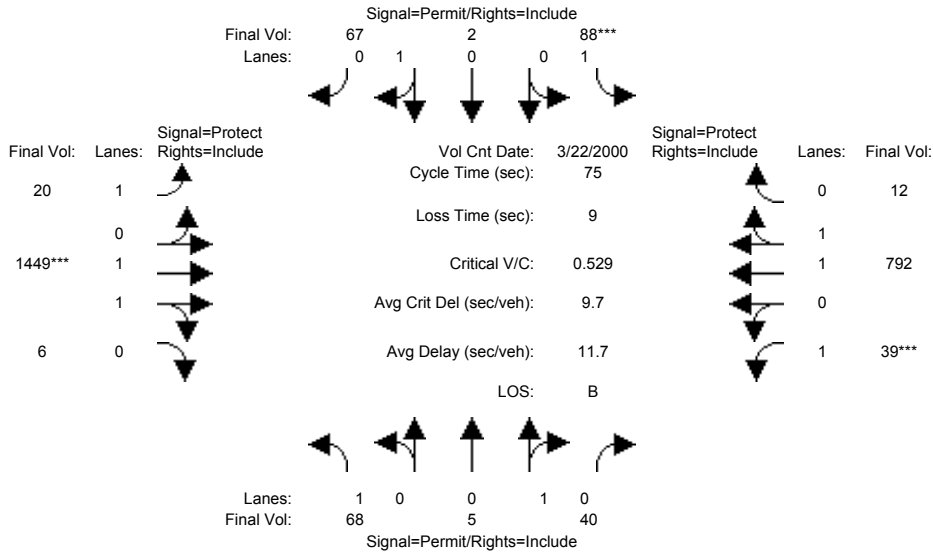 Signal=Permit/Rights=Include
Final Vol: 67 2 88***
Lanes: 0 1 0 0 1
Signal=Protect
Final Vol: Lanes: Rights=Include
Vol Cnt Date: 3/22/2000
Signal=Protect
Rights=Include Lanes: Final Vol:
Cycle Time (sec): 75
20 1
0 12
Loss Time (sec): 9
0
1
1449*** 1
Critical V/C: 0.529
1 792
1
Avg Crit Del (sec/veh): 9.7
0
6 0
Avg Delay (sec/veh): 11.7
1 39***
LOS: B
Lanes: 1 0 0 1 0
Final Vol: 68 5 40
Signal=Permit/Rights=Include